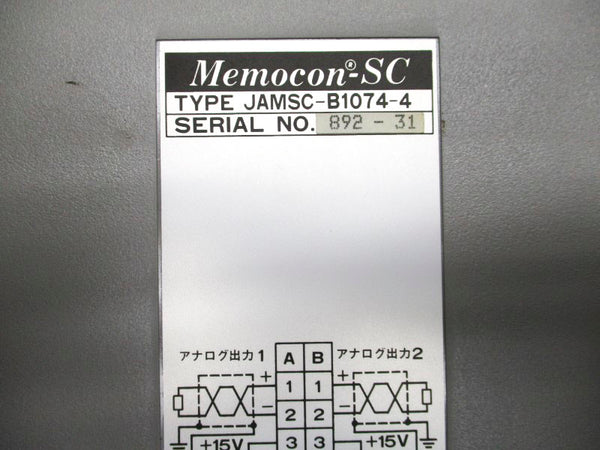 Memocon®-SC
TYPE JAMSC-B1074-4
SERIAL NO. 892 - 31
アナログ出力1 A B アナログ出力2
+ 1 1 +
− 2 2 −
+15V 3 3 +15V